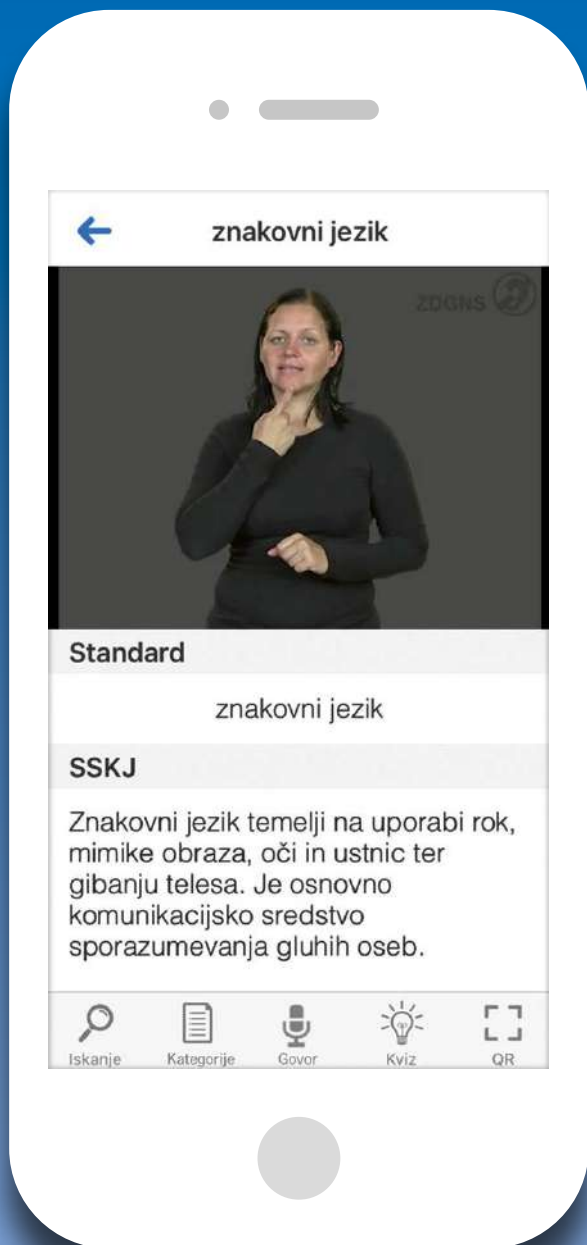 znakovni jezik
ZDGNS
Standard
znakovni jezik
SSKJ
Znakovni jezik temelji na uporabi rok,
mimike obraza, oči in ustnic ter
gibanju telesa. Je osnovno
komunikacijsko sredstvo
sporazumevanja gluhih oseb.
Iskanje Kategorije Govor Kviz QR